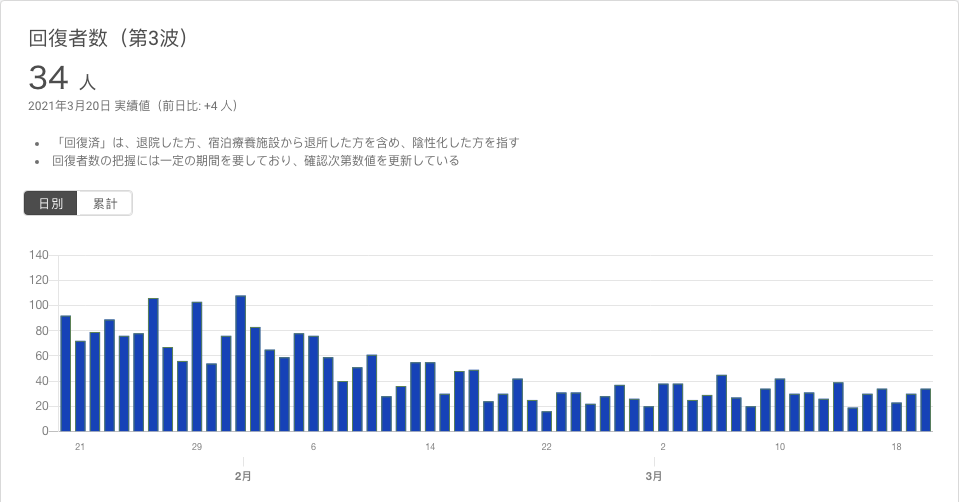 回復者数（第3波）
34 人
2021年3月20日 実績値（前日比: +4 人）
• 「回復済」は、退院した方、宿泊療養施設から退所した方を含め、陰性化した方を指す
• 回復者数の把握には一定の期間を要しており、確認次第数値を更新している
日別 累計
140
120
100
80
60
40
20
0
21 29 6 14 22 2 10 18
2月 3月